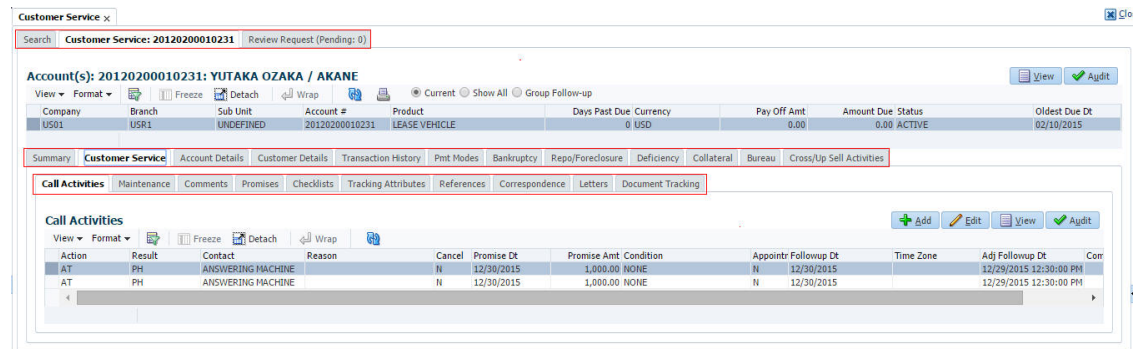 Customer Service × Clo
Search Customer Service: 20120200010231 Review Request (Pending: 0)
Account(s): 20120200010231: YUTAKA OZAKA / AKANE View Audit
View Format Freeze Detach Wrap Current Show All Group Follow-up
Company Branch Sub Unit Account # Product Days Past Due Currency Pay Off Amt Amount Due Status Oldest Due Dt
US01 USR1 UNDEFINED 20120200010231 LEASE VEHICLE 0 USD 0.00 0.00 ACTIVE 02/10/2015
Summary Customer Service Account Details Customer Details Transaction History Pmt Modes Bankruptcy Repo/Foreclosure Deficiency Collateral Bureau Cross/Up Sell Activities
Call Activities Maintenance Comments Promises Checklists Tracking Attributes References Correspondence Letters Document Tracking
Call Activities Add Edit View Audit
View Format Freeze Detach Wrap
Action Result Contact Reason Cancel Promise Dt Promise Amt Condition Appointr Followup Dt Time Zone Adj Followup Dt Com
AT PH ANSWERING MACHINE N 12/30/2015 1,000.00 NONE N 12/30/2015 12/29/2015 12:30:00 PM
AT PH ANSWERING MACHINE N 12/30/2015 1,000.00 NONE N 12/30/2015 12/29/2015 12:30:00 PM